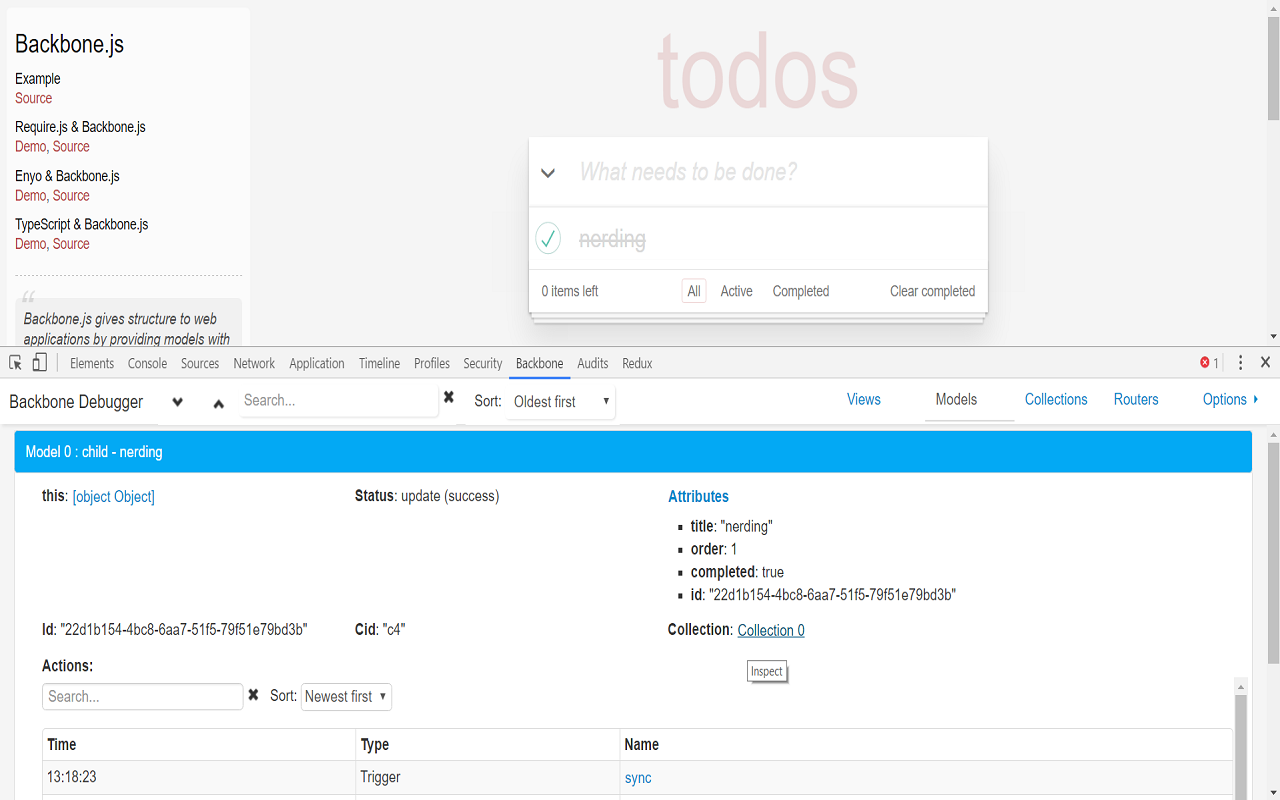 Backbone.js
Example
Source
Require.js & Backbone.js
Demo, Source
Enyo & Backbone.js
Demo, Source
TypeScript & Backbone.js
Demo, Source
“
Backbone.js gives structure to web
applications by providing models with
todos
What needs to be done?
nerding
0 items left All Active Completed Clear completed
Elements Console Sources Network Application Timeline Profiles Security Backbone Audits Redux 1
Backbone Debugger Search... Sort: Oldest first Views Models Collections Routers Options
Model 0 : child - nerding
this: [object Object] Status: update (success) Attributes
title: "nerding"
order: 1
completed: true
id: "22d1b154-4bc8-6aa7-51f5-79f51e79bd3b"
Id: "22d1b154-4bc8-6aa7-51f5-79f51e79bd3b" Cid: "c4" Collection: Collection 0
Inspect
Actions:
Search... Sort: Newest first
Time Type Name
13:18:23 Trigger sync